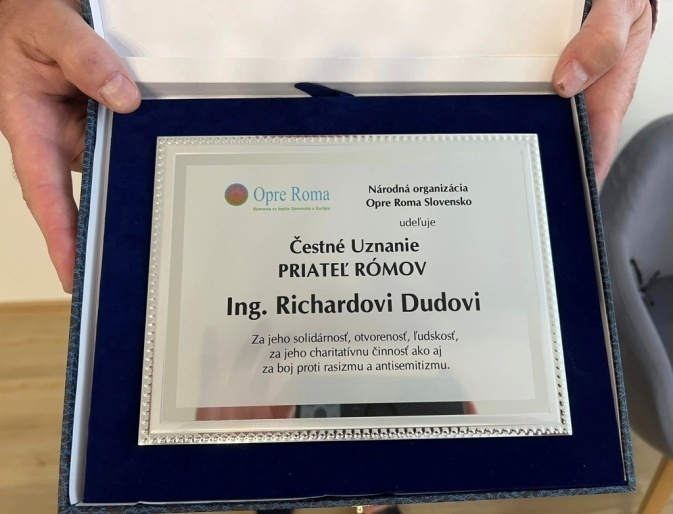 Opre Roma
Národná organizácia
Opre Roma Slovensko
udeľuje
Čestné Uznanie
PRIATEĽ RÓMOV
Ing. Richardovi Dudovi
Za jeho solidárnosť, otvorenosť, ľudskosť,
za jeho charitatívnu činnosť ako aj
za boj proti rasizmu a antisemitizmu.